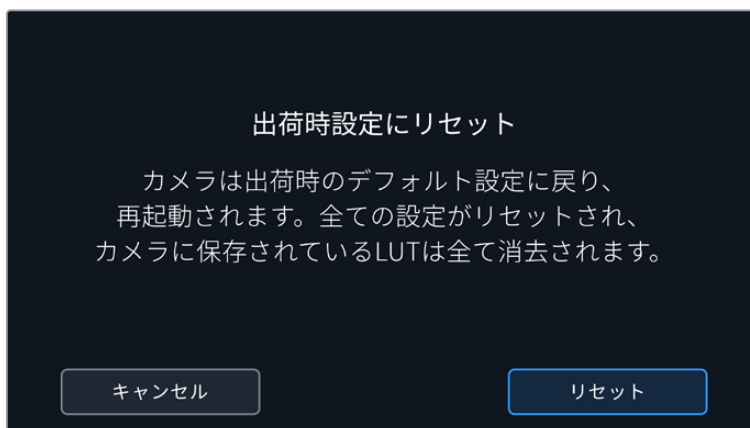 出荷時設定にリセット
カメラは出荷時のデフォルト設定に戻り、
再起動されます。全ての設定がリセットされ、
カメラに保存されているLUTは全て消去されます。
キャンセル
リセット